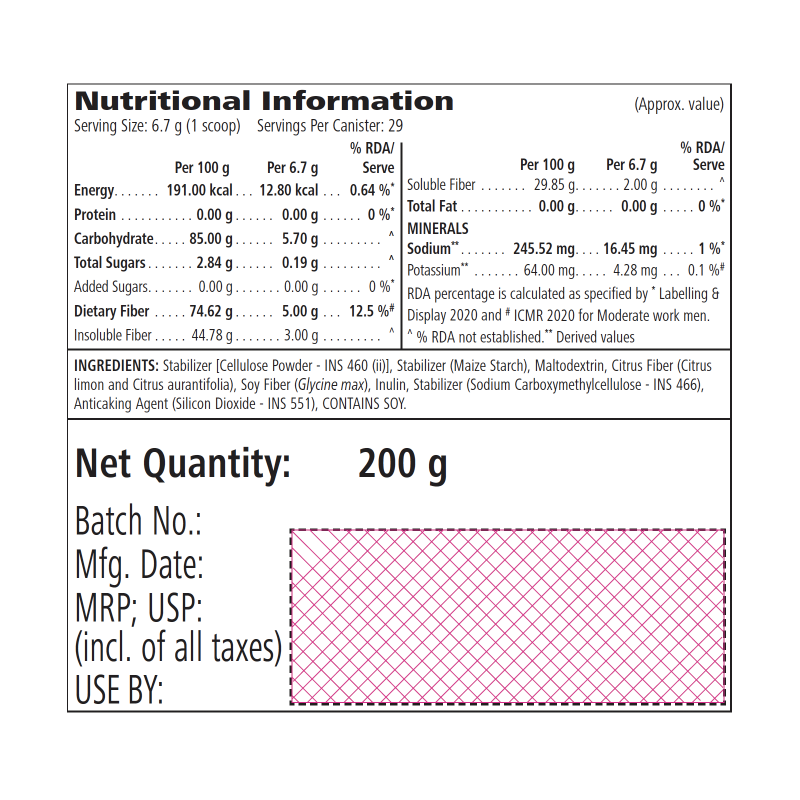 Nutritional Information (Approx. value)
Serving Size: 6.7 g (1 scoop) Servings Per Canister: 29
Per 100 g Per 6.7 g % RDA/ Serve
Energy....... 191.00 kcal... 12.80 kcal ... 0.64 %*
Protein ........... 0.00 g...... 0.00 g ...... 0 %*
Carbohydrate..... 85.00 g...... 5.70 g ......... ^
Total Sugars ...... 2.84 g...... 0.19 g ......... ^
Added Sugars....... 0.00 g...... 0.00 g ...... 0 %*
Dietary Fiber ..... 74.62 g...... 5.00 g ... 12.5 %#
Insoluble Fiber ..... 44.78 g...... 3.00 g ......... ^
Per 100 g Per 6.7 g % RDA/ Serve
Soluble Fiber ....... 29.85 g...... 2.00 g ........ ^
Total Fat ........... 0.00 g...... 0.00 g ..... 0 %*
MINERALS
Sodium**....... 245.52 mg.... 16.45 mg ..... 1 %*
Potassium** ....... 64.00 mg..... 4.28 mg ... 0.1 %#
RDA percentage is calculated as specified by * Labelling &
Display 2020 and # ICMR 2020 for Moderate work men.
^ % RDA not established.** Derived values
INGREDIENTS: Stabilizer [Cellulose Powder - INS 460 (ii)], Stabilizer (Maize Starch), Maltodextrin, Citrus Fiber (Citrus
limon and Citrus aurantifolia), Soy Fiber (Glycine max), Inulin, Stabilizer (Sodium Carboxymethylcellulose - INS 466),
Anticaking Agent (Silicon Dioxide - INS 551), CONTAINS SOY.
Net Quantity: 200 g
Batch No.:
Mfg. Date:
MRP; USP:
(incl. of all taxes)
USE BY: